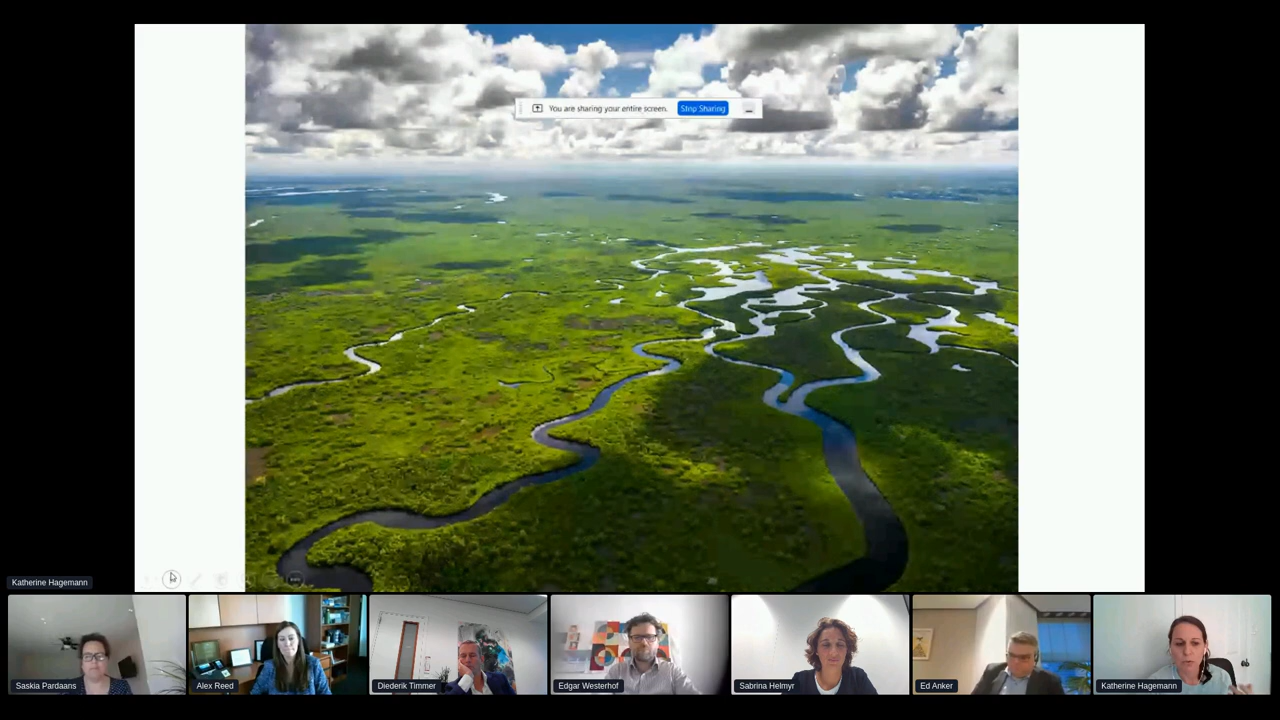 You are sharing your entire screen.
Stop Sharing
Katherine Hagemann
Saskia Pardaans
Alex Reed
Diederik Timmer
Edgar Westerhof
Sabrina Helmyr
Ed Anker
Katherine Hagemann